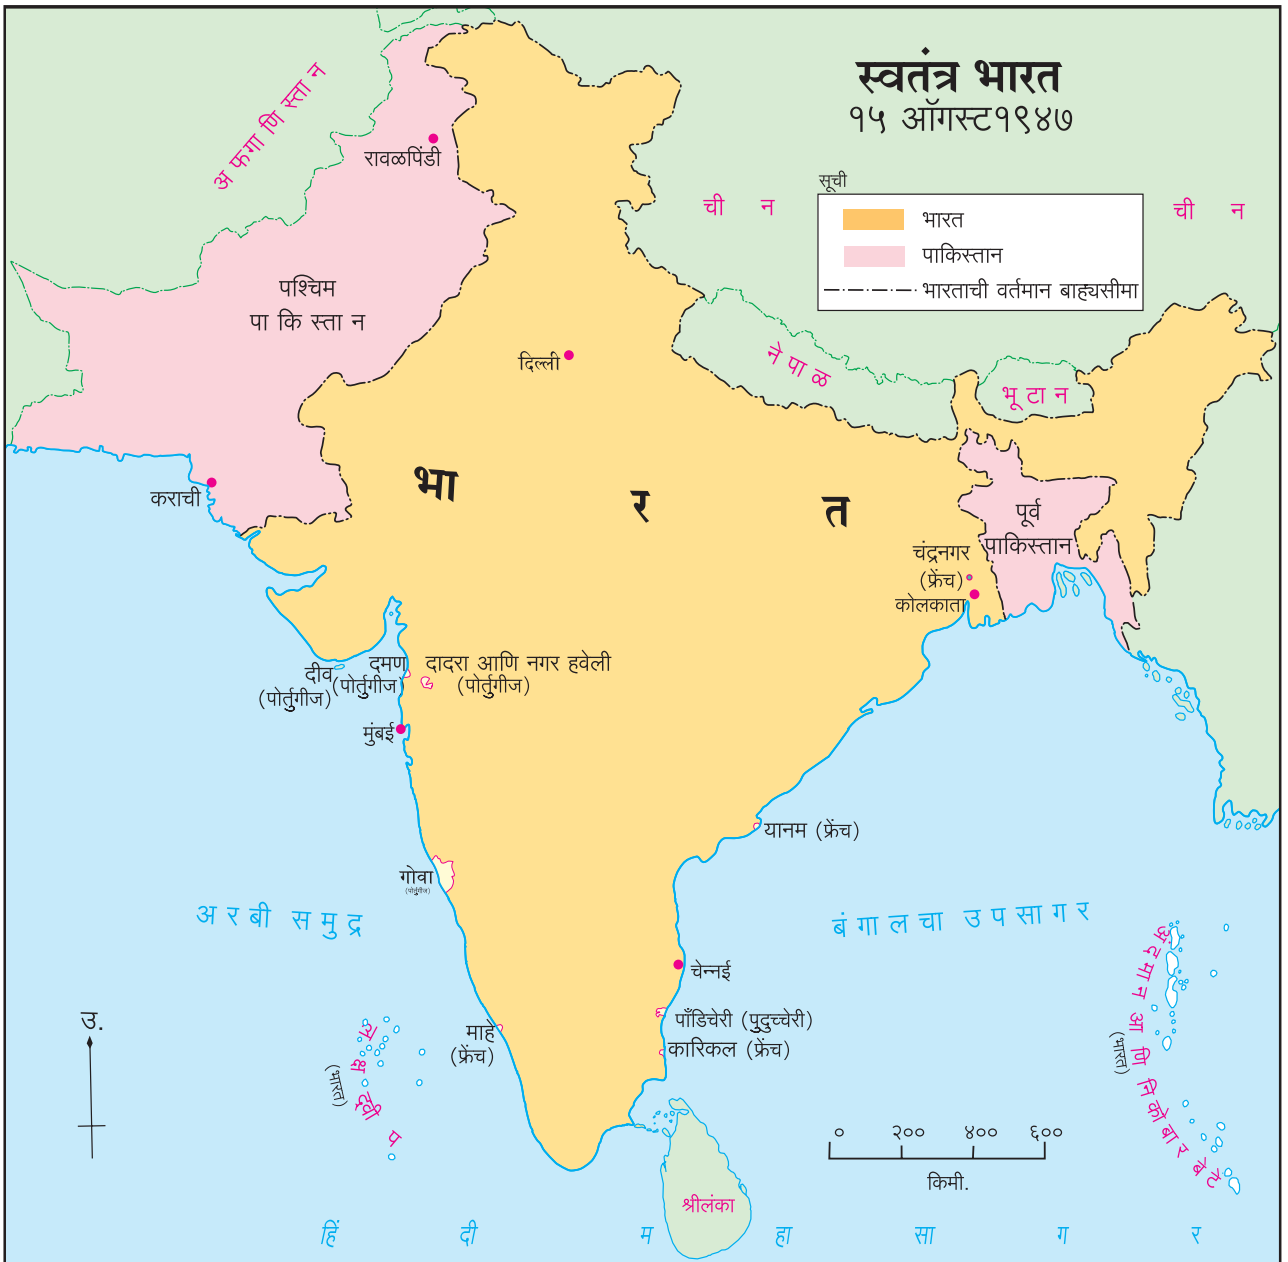 स्वतंत्र भारत
१५ ऑगस्ट१९४७
सूची
भारत
पाकिस्तान
भारताची वर्तमान बाह्यसीमा
अफगाणिस्तान
रावळपिंडी
चीन
चीन
पश्चिम
पाकिस्तान
दिल्ली
नेपाळ
भूटान
भारत
कराची
पूर्व
पाकिस्तान
चंद्रनगर
(फ्रेंच)
कोलकाता
दीव
(पोर्तुगीज)
दमण
(पोर्तुगीज)
दादरा आणि नगर हवेली
(पोर्तुगीज)
मुंबई
यानम (फ्रेंच)
गोवा
(पोर्तुगीज)
अरबी समुद्र
बंगालचा उपसागर
चेन्नई
पाँडिचेरी (पुदुच्चेरी)
कारिकल (फ्रेंच)
माहे
(फ्रेंच)
लक्षद्वीप
(भारत)
अंदमान आणि निकोबार बेटे
(भारत)
उ.
० २०० ४०० ६००
किमी.
श्रीलंका
हिंदी महासागर